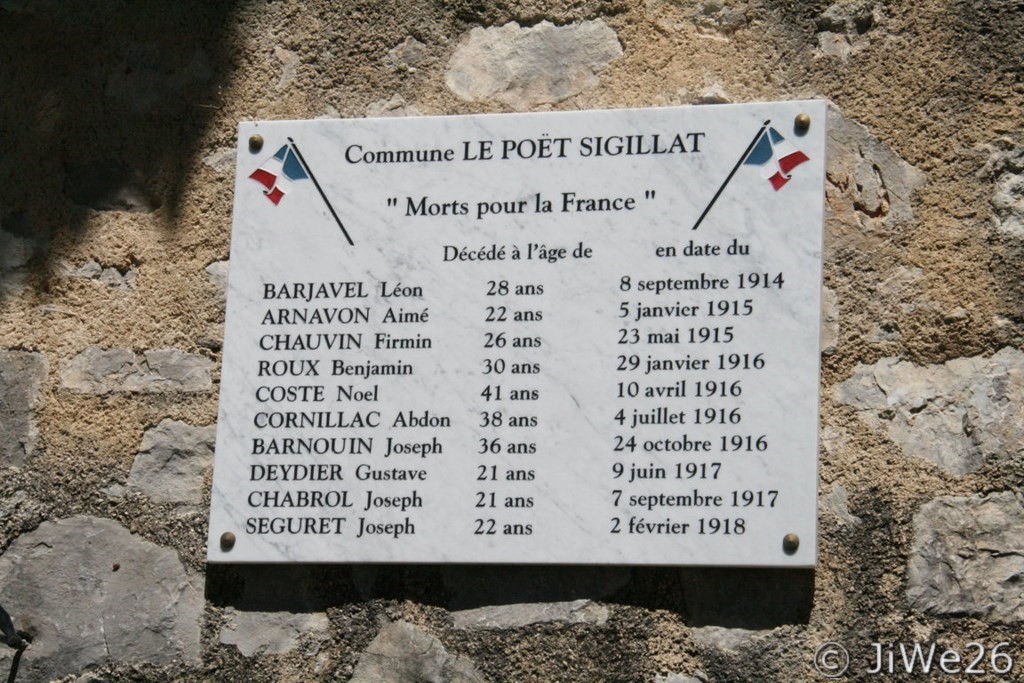 Commune LE POËT SIGILLAT
" Morts pour la France "
Décédé à l'âge de en date du
BARJAVEL Léon 28 ans 8 septembre 1914
ARNAVON Aimé 22 ans 5 janvier 1915
CHAUVIN Firmin 26 ans 23 mai 1915
ROUX Benjamin 30 ans 29 janvier 1916
COSTE Noel 41 ans 10 avril 1916
CORNILLAC Abdon 38 ans 4 juillet 1916
BARNOUIN Joseph 36 ans 24 octobre 1916
DEYDIER Gustave 21 ans 9 juin 1917
CHABROL Joseph 21 ans 7 septembre 1917
SEGURET Joseph 22 ans 2 février 1918
© JiWe26